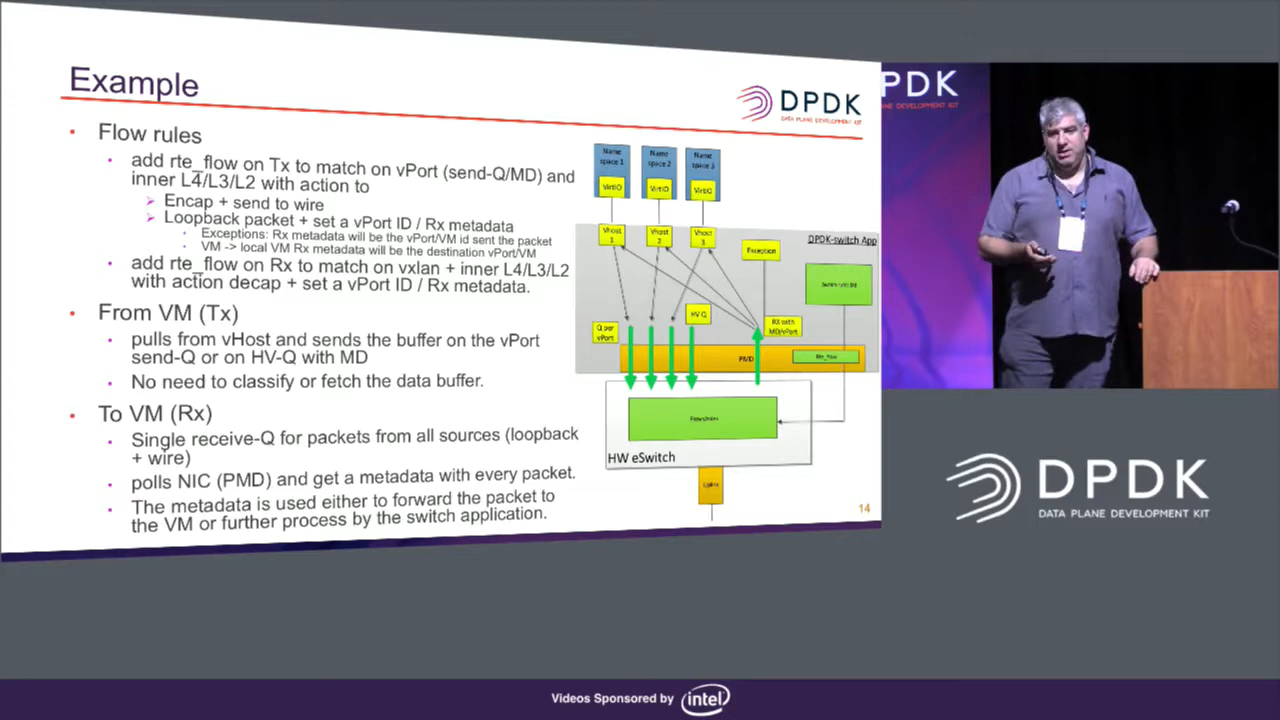 Example
DPDK
DATA PLANE DEVELOPMENT KIT
• Flow rules
• add rte_flow on Tx to match on vPort (send-Q/MD) and
inner L4/L3/L2 with action to
➢ Encap + send to wire
➢ Loopback packet + set a vPort ID / Rx metadata
• Exceptions: Rx metadata will be the vPort/VM id sent the packet
• VM -> local VM Rx metadata will be the destination vPort/VM
• add rte_flow on Rx to match on vxlan + inner L4/L3/L2
with action decap + set a vPort ID / Rx metadata.
• From VM (Tx)
• pulls from vHost and sends the buffer on the vPort
send-Q or on HV-Q with MD
• No need to classify or fetch the data buffer.
• To VM (Rx)
• Single receive-Q for packets from all sources (loopback
+ wire)
• polls NIC (PMD) and get a metadata with every packet.
• The metadata is used either to forward the packet to
the VM or further process by the switch application.
Name
space 1
Name
space 2
Name
space 3
VirtIO
VirtIO
VirtIO
Vhost
1
Vhost
2
Vhost
3
Exception
DPDK-switch App
HV Q
Q per
vPort
RX with
MD/vPort
PMD
Rte_flow
HW eSwitch
Uplink
14
PDK
PLANE DEVELOPMENT KIT
DPDK
DATA PLANE DEVELOPMENT KIT
Videos Sponsored by intel